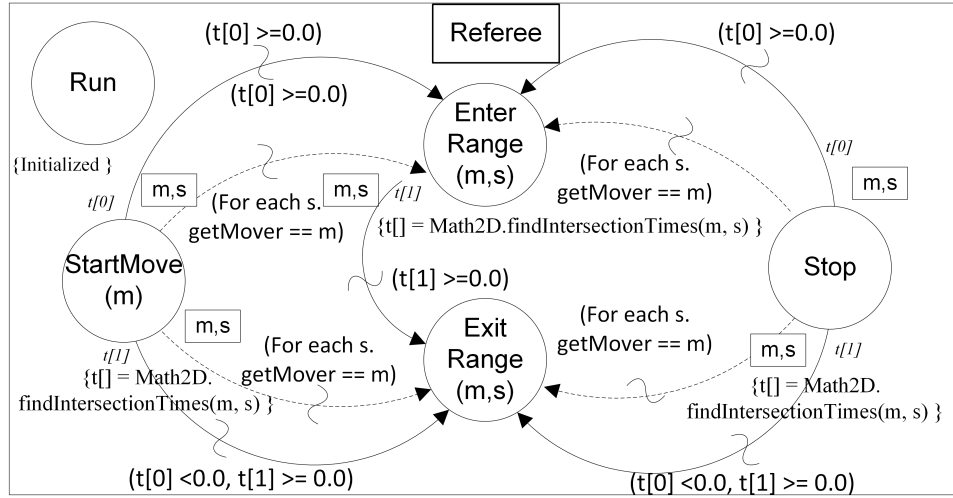 (t[0] >=0.0)
Referee
(t[0] >=0.0)
Run
(t[0] >=0.0)
Enter
Range
(m,s)
{Initialized }
t[0]
m,s
(For each s.
getMover == m)
m,s
t[1]
(For each s.
getMover == m)
t[0]
m,s
{t[] = Math2D.findIntersectionTimes(m, s) }
StartMove
(m)
Stop
(t[1] >=0.0)
m,s
Exit
Range
(m,s)
(For each s.
getMover == m)
(For each s.
getMover == m)
m,s
t[1]
t[1]
{t[] = Math2D.
findIntersectionTimes(m, s) }
{t[] = Math2D.
findIntersectionTimes(m, s) }
(t[0] <0.0, t[1] >= 0.0)
(t[0] <0.0, t[1] >= 0.0)